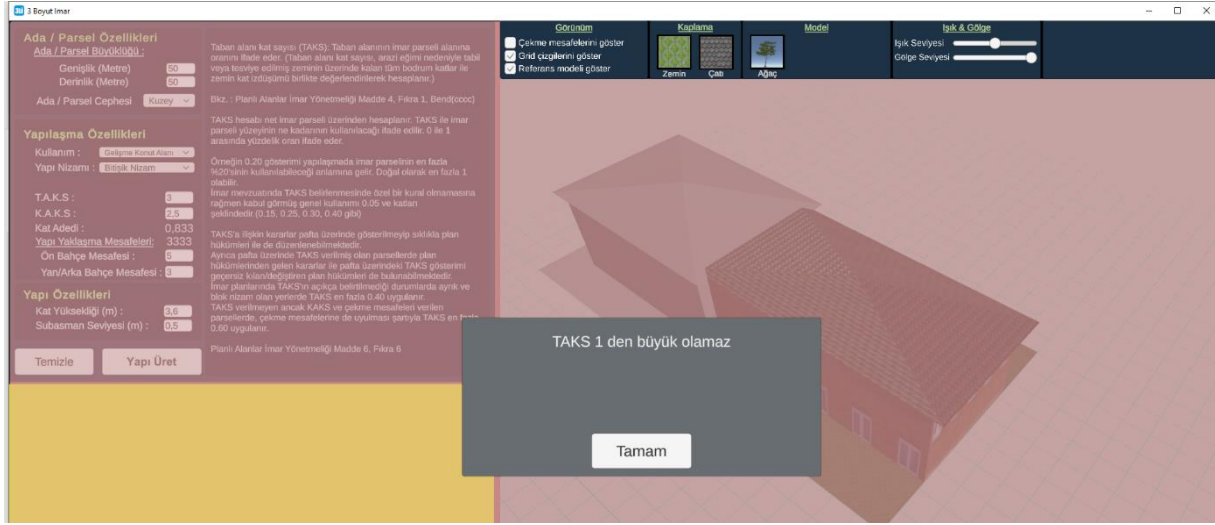 3 Boyut Imar
Ada / Parsel Özellikleri
Ada / Parsel Büyüklüğü :
Genişlik (Metre) 50
Derinlik (Metre) 50
Ada / Parsel Cephesi Kuzey
Yapılaşma Özellikleri
Kullanım : Gelişme Konut Alanı
Yapı Nizamı : Bitişik Nizam
T.A.K.S : 3
K.A.K.S : 2,5
Kat Adedi : 0,833
Yapı Yaklaşma Mesafeleri: 3333
Ön Bahçe Mesafesi : 5
Yan/Arka Bahçe Mesafesi : 3
Yapı Özellikleri
Kat Yüksekliği (m) : 3,6
Subasman Seviyesi (m) : 0,5
Temizle Yapı Üret
Taban alanı kat sayısı (TAKS): Taban alanının imar parseli alanına
oranını ifade eder. (Taban alanı kat sayısı, arazi eğimi nedeniyle tabii
veya tesviye edilmiş zeminin üzerinde kalan tüm bodrum katlar ile
zemin kat izdüşümü birlikte değerlendirilerek hesaplanır.)
Bkz. : Planlı Alanlar İmar Yönetmeliği Madde 4, Fıkra 1, Bend(cccc)
TAKS hesabı net imar parseli üzerinden hesaplanır. TAKS ile imar
parseli yüzeyinin ne kadarının kullanılacağı ifade edilir. 0 ile 1
arasında yüzdelik oran ifade eder.
Örneğin 0.20 gösterimi yapılaşmada imar parselinin en fazla
%20'sinin kullanılabileceği anlamına gelir. Doğal olarak en fazla 1
olabilir.
İmar mevzuatında TAKS belirlenmesinde özel bir kural olmamasına
rağmen kabul görmüş genel kullanımı 0.05 ve katları
şeklindedir.(0.15, 0.25, 0.30, 0.40 gibi)
TAKS'a ilişkin kararlar pafta üzerinde gösterilmeyip sıklıkla plan
hükümleri ile de düzenlenebilmektedir.
Ayrıca pafta üzerinde TAKS verilmiş olan parsellerde plan
hükümlerinden gelen kararlar ile pafta üzerindeki TAKS gösterimi
geçersiz kılan/değiştiren plan hükümleri de bulunabilmektedir.
İmar planlarında TAKS'ın açıkça belirtilmediği durumlarda ayrık ve
blok nizam olan yerlerde TAKS en fazla 0.40 uygulanır.
TAKS verilmeyen ancak KAKS ve çekme mesafeleri verilen
parsellerde, çekme mesafelerine de uyulması şartıyla TAKS en fazla
0.60 uygulanır.
Planlı Alanlar İmar Yönetmeliği Madde 6, Fıkra 6
Görünüm
Çekme mesafelerini göster
Grid çizgilerini göster
Referans modeli göster
Kaplama
Zemin Çatı
Model
Ağaç
Işık & Gölge
Işık Seviyesi
Gölge Seviyesi
TAKS 1 den büyük olamaz
Tamam